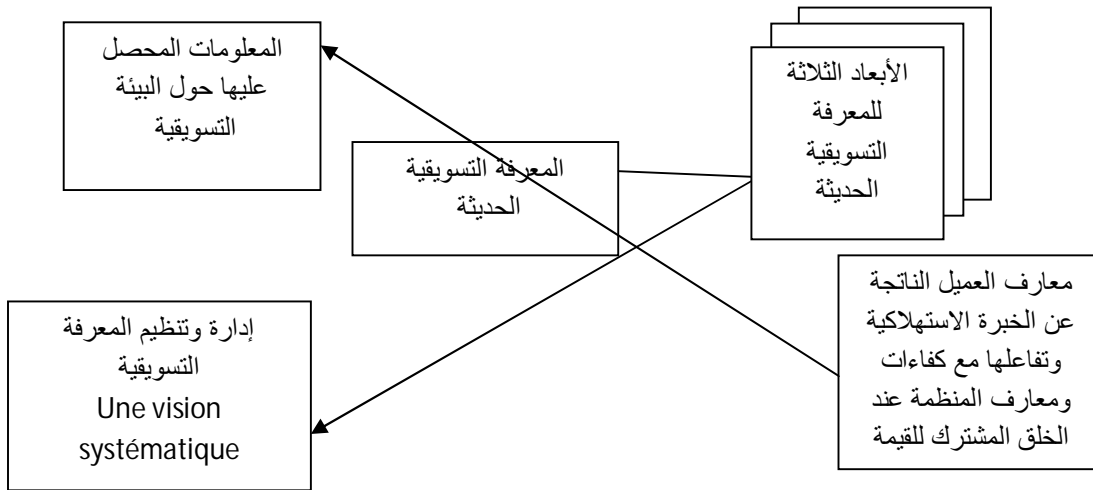 الأبعاد الثلاثة
للمعرفة
التسويقية
الحديثة
المعلومات المحصل
عليها حول البيئة
التسويقية
المعرفة التسويقية
الحديثة
معارف العميل الناتجة
عن الخبرة الاستهلاكية
وتفاعلها مع كفاءات
ومعارف المنظمة عند
الخلق المشترك للقيمة
إدارة وتنظيم المعرفة
التسويقية
Une vision
systématique